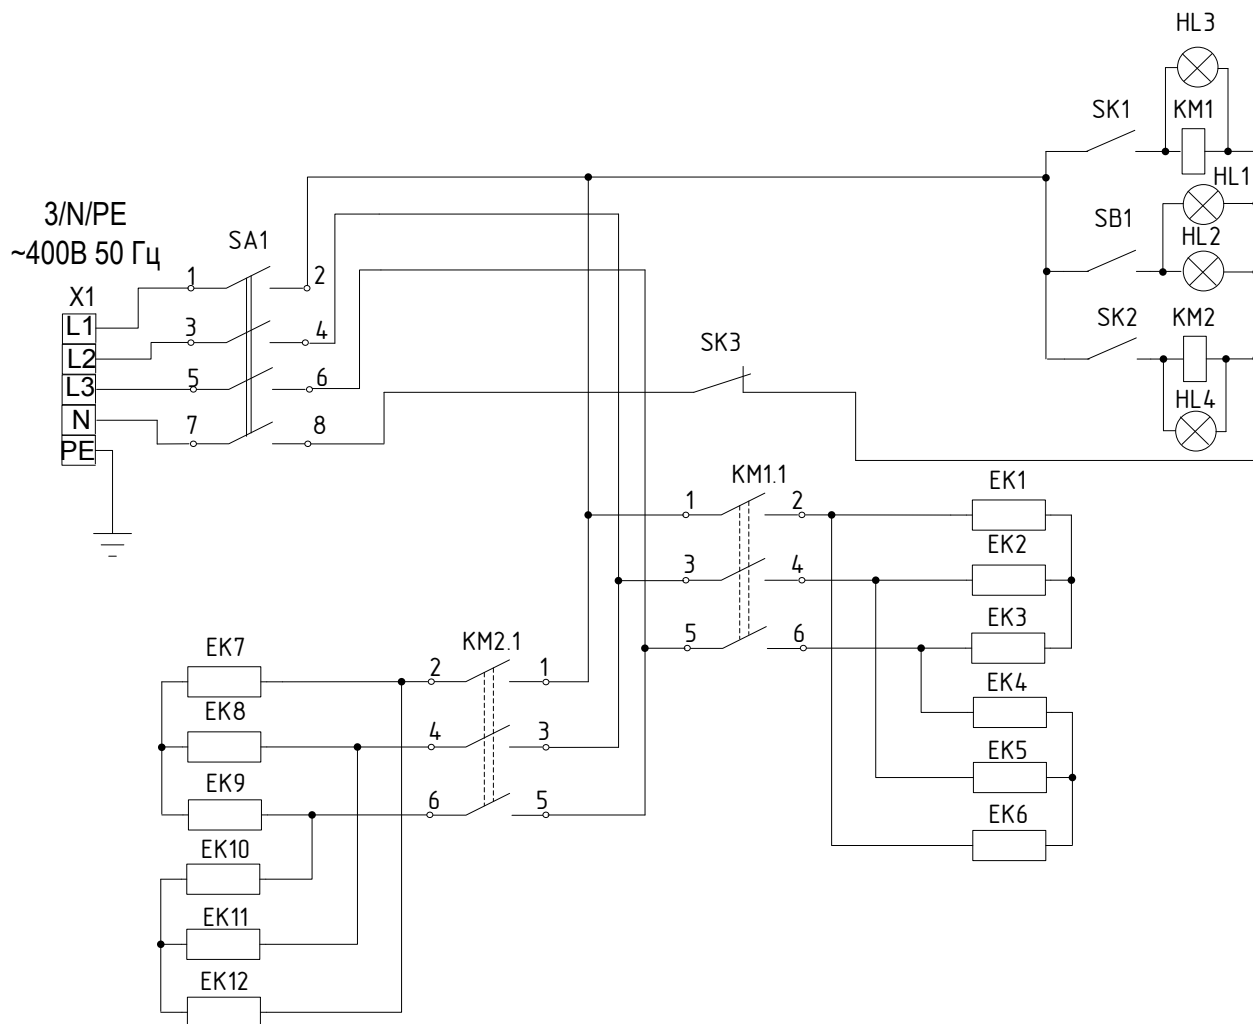 HL3
SK1
KM1
HL1
3/N/PE
~400В 50 Гц
SA1
SB1
HL2
1
2
X1
L1
3
4
SK2
KM2
L2
SK3
L3
5
6
HL4
N
7
8
PE
KM1.1
EK1
1
2
EK2
3
4
EK3
5
6
EK7
KM2.1
2
1
EK4
EK8
4
3
EK5
EK9
6
5
EK6
EK10
EK11
EK12